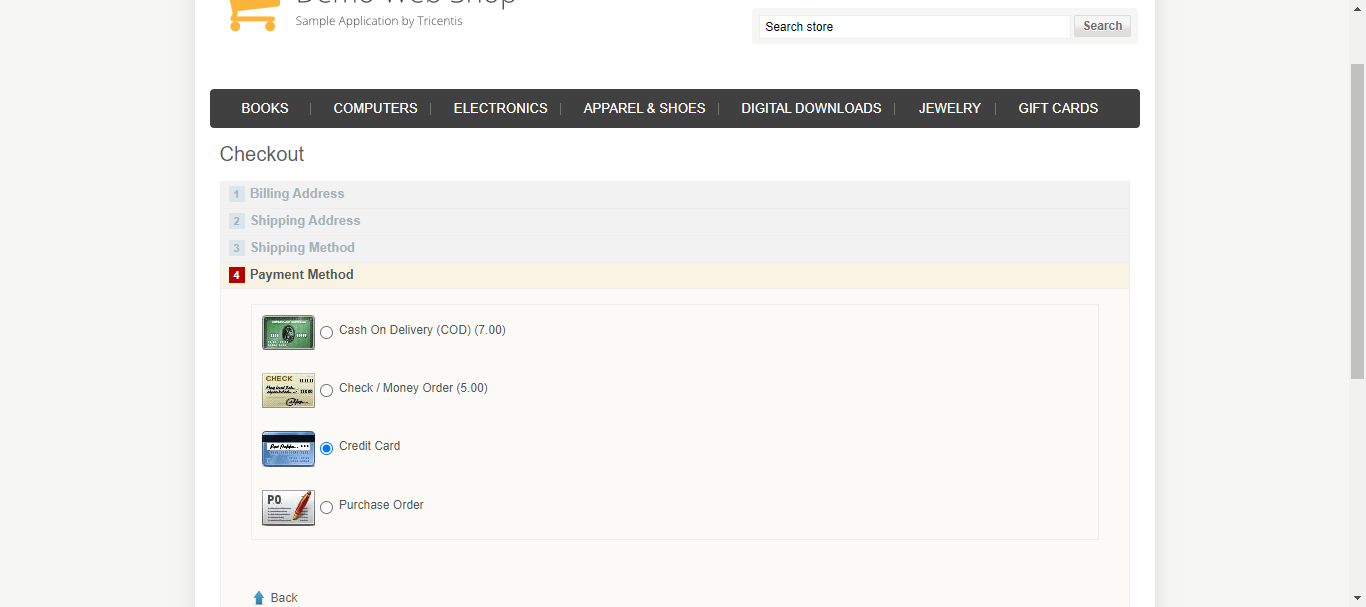 Demo Web Shop
Sample Application by Tricentis
Search store
Search
BOOKS
COMPUTERS
ELECTRONICS
APPAREL & SHOES
DIGITAL DOWNLOADS
JEWELRY
GIFT CARDS
Checkout
1 Billing Address
2 Shipping Address
3 Shipping Method
4 Payment Method
Cash On Delivery (COD) (7.00)
CHECK
Check / Money Order (5.00)
Credit Card
PO
Purchase Order
Back